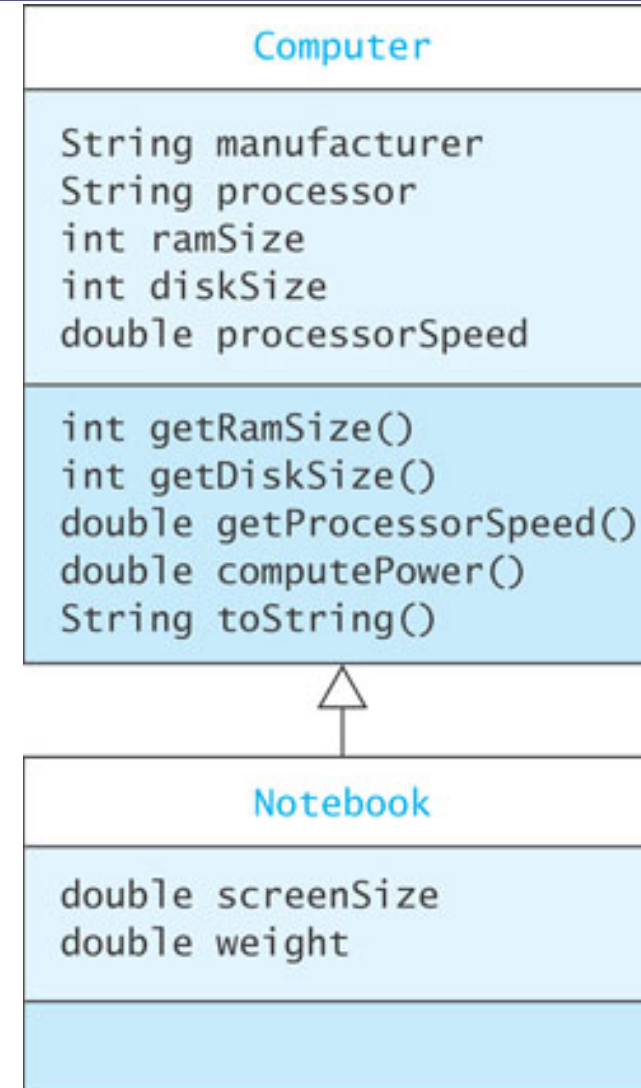 Computer
String manufacturer
String processor
int ramSize
int diskSize
double processorSpeed
int getRamSize()
int getDiskSize()
double getProcessorSpeed()
double computePower()
String toString()
Notebook
double screenSize
double weight